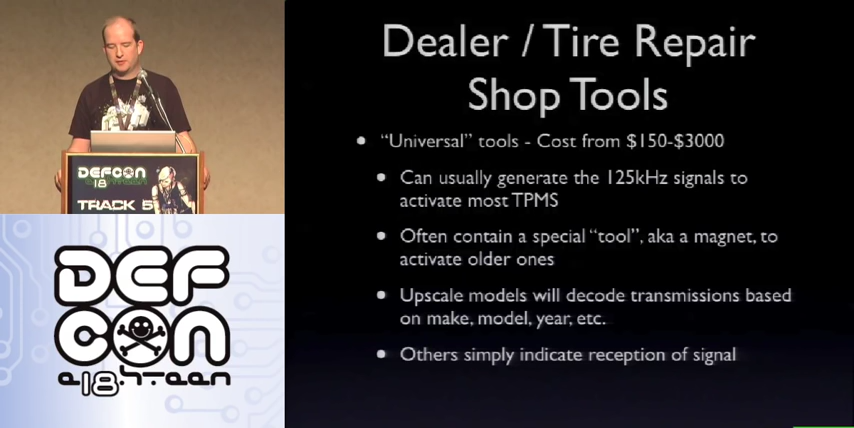 Dealer / Tire Repair
Shop Tools
• "Universal" tools - Cost from $150-$3000
• Can usually generate the 125kHz signals to
activate most TPMS
• Often contain a special "tool", aka a magnet, to
activate older ones
• Upscale models will decode transmissions based
on make, model, year, etc.
• Others simply indicate reception of signal
DEFCON
18
TRACK 5
DEF
CON
e18h-teen